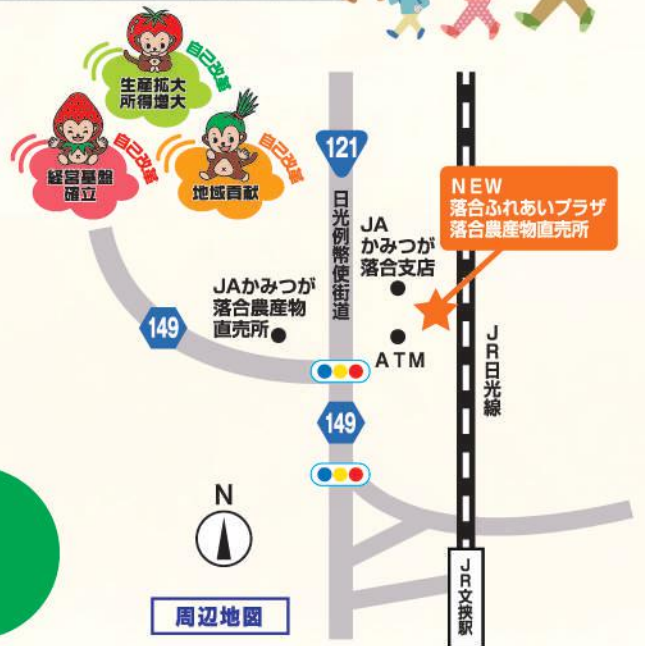 自己改革
生産拡大
所得増大
自己改革
経営基盤
確立
自己改革
地域貢献
121
日光例幣使街道
JA
かみつが
落合支店
NEW
落合ふれあいプラザ
落合農産物直売所
JAかみつが
落合農産物
直売所
149
ATM
JR日光線
149
N
周辺地図
JR文挟駅